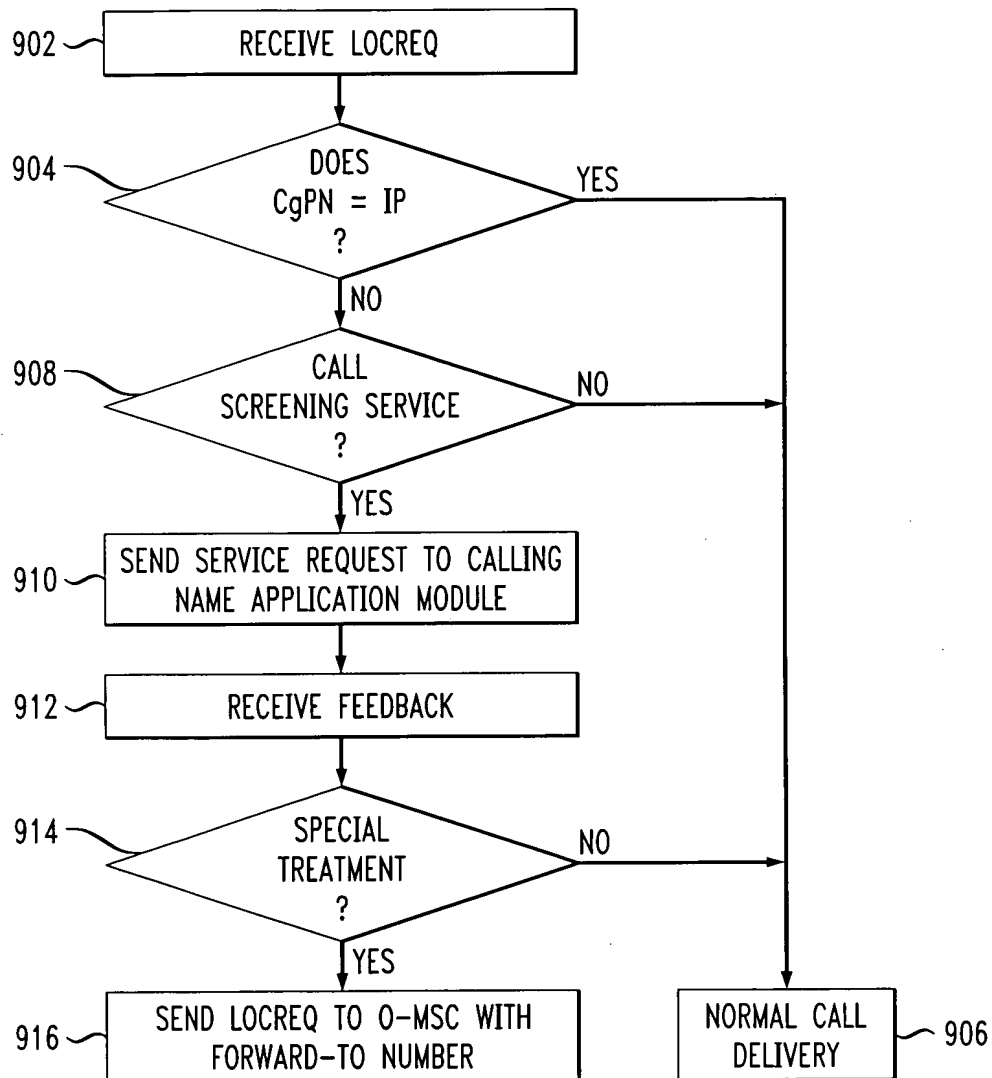 902
RECEIVE LOCREQ
904
DOES
CgPN = IP
?
YES
NO
908
CALL
SCREENING SERVICE
?
NO
YES
910
SEND SERVICE REQUEST TO CALLING
NAME APPLICATION MODULE
912
RECEIVE FEEDBACK
914
SPECIAL
TREATMENT
?
NO
YES
916
SEND LOCREQ TO O-MSC WITH
FORWARD-TO NUMBER
NORMAL CALL
DELIVERY
906